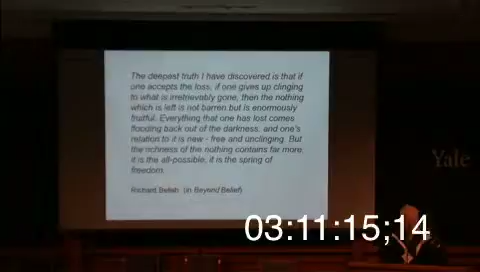 The deepest truth I have discovered is that if
one accepts the loss, if one gives up clinging
to what is irretrievably gone, then the nothing
which is left is not barren but is enormously
fruitful. Everything that one has lost comes
flooding back out of the darkness, and one's
relation to it is new - free and unclinging. But
the richness of the nothing contains far more,
it is the all-possible, it is the spring of
freedom.
Richard Bellah (in Beyond Belief)
Yale
03:11:15;14